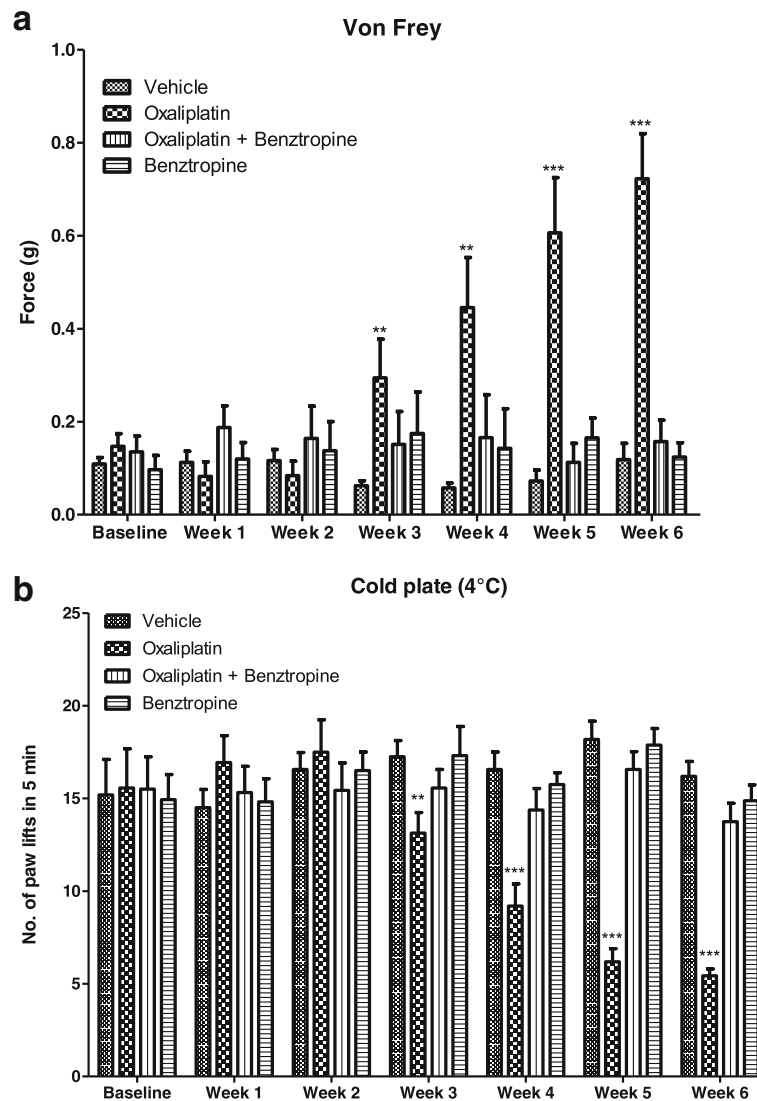 a
Von Frey
1.0
Vehicle
Oxaliplatin
Oxaliplatin + Benztropine
Benztropine
0.8
0.6
0.4
0.2
0.0
Force (g)
***
***
**
**
Baseline Week 1 Week 2 Week 3 Week 4 Week 5 Week 6
b
Cold plate (4°C)
25
Vehicle
Oxaliplatin
Oxaliplatin + Benztropine
Benztropine
20
15
10
5
0
No. of paw lifts in 5 min
**
***
***
***
Baseline Week 1 Week 2 Week 3 Week 4 Week 5 Week 6